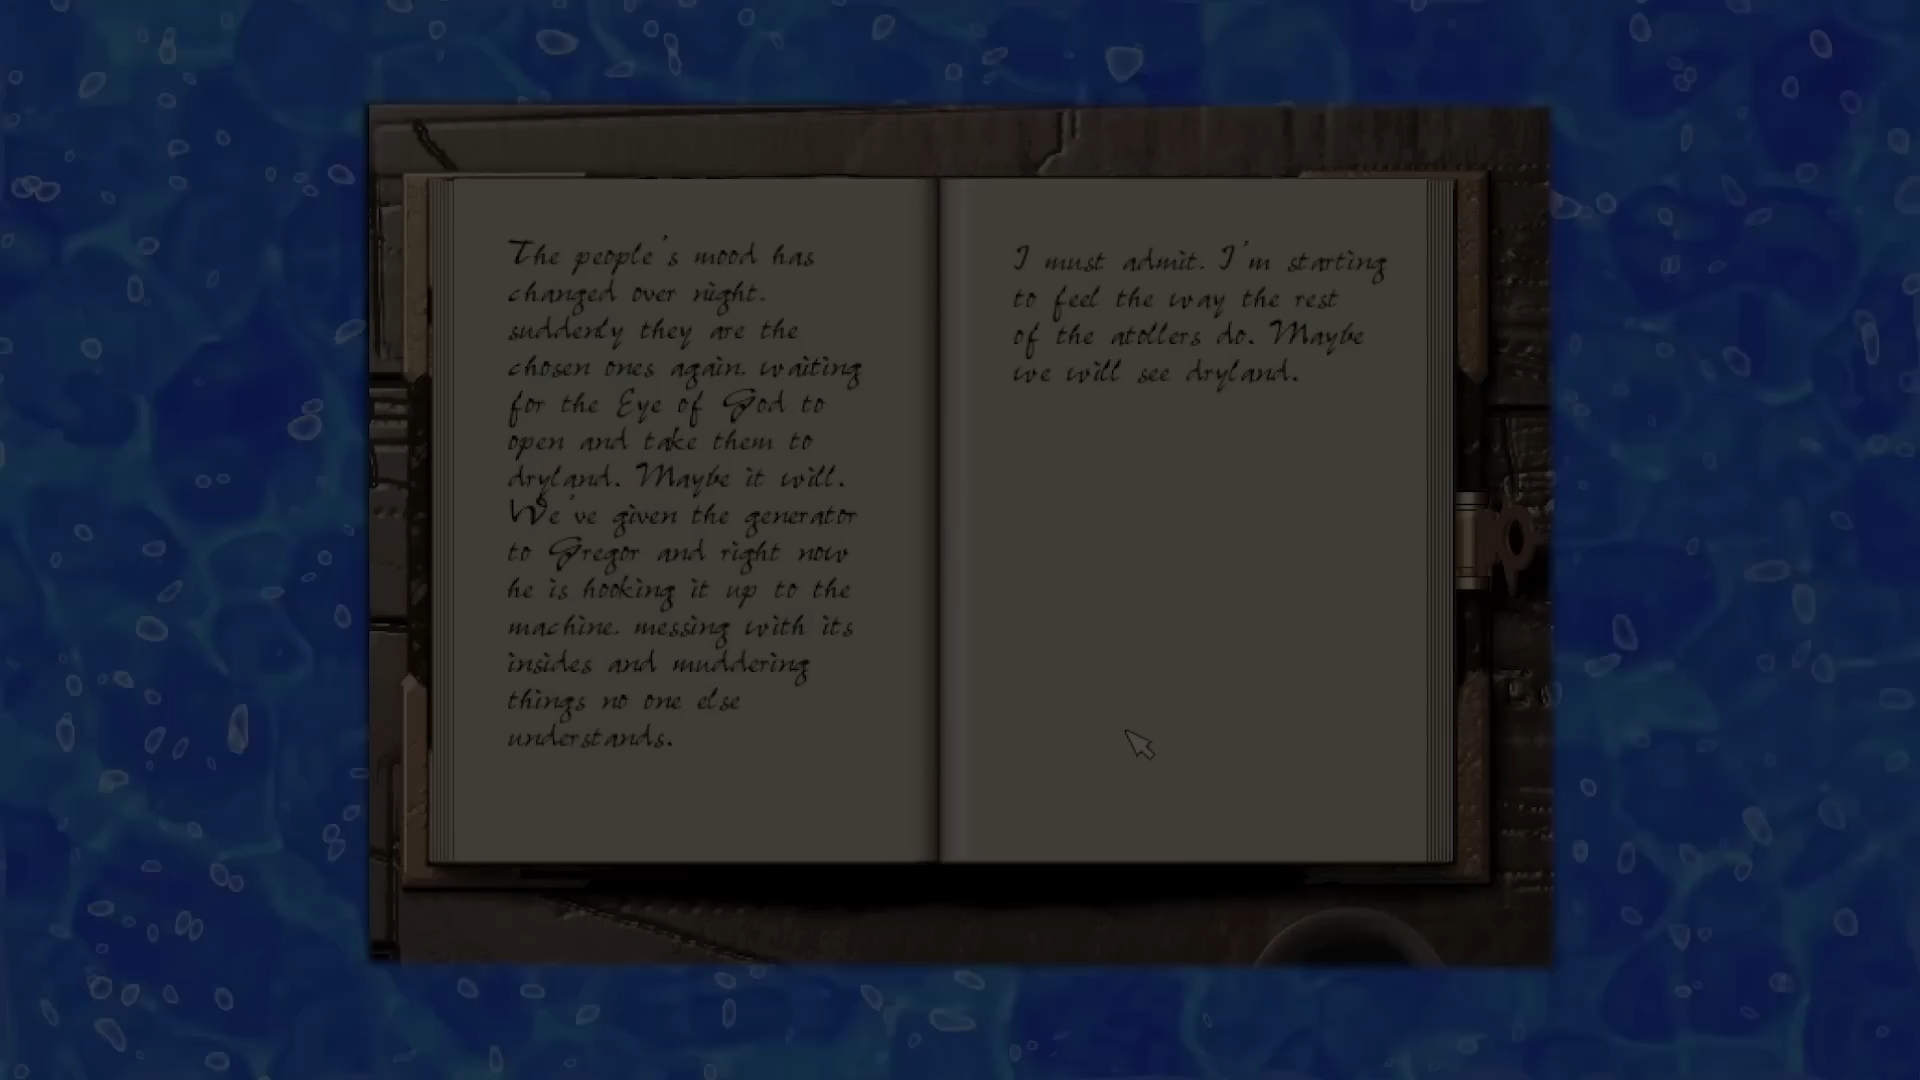 The people's mood has
changed over night.
suddenly they are the
chosen ones again. waiting
for the Eye of God to
open and take them to
dryland. Maybe it will.
We've given the generator
to Gregor and right now
he is hooking it up to the
machine. messing with its
insides and muddering
things no one else
understands.
I must admit. I'm starting
to feel the way the rest
of the atollers do. Maybe
we will see dryland.